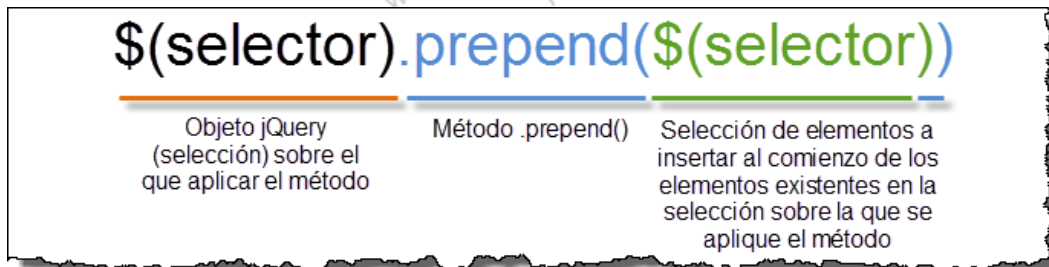 $(selector).prepend($(selector))
Objeto jQuery
(selección) sobre el
que aplicar el método
Método .prepend()
Selección de elementos a
insertar al comienzo de los
elementos existentes en la
selección sobre la que se
aplique el método